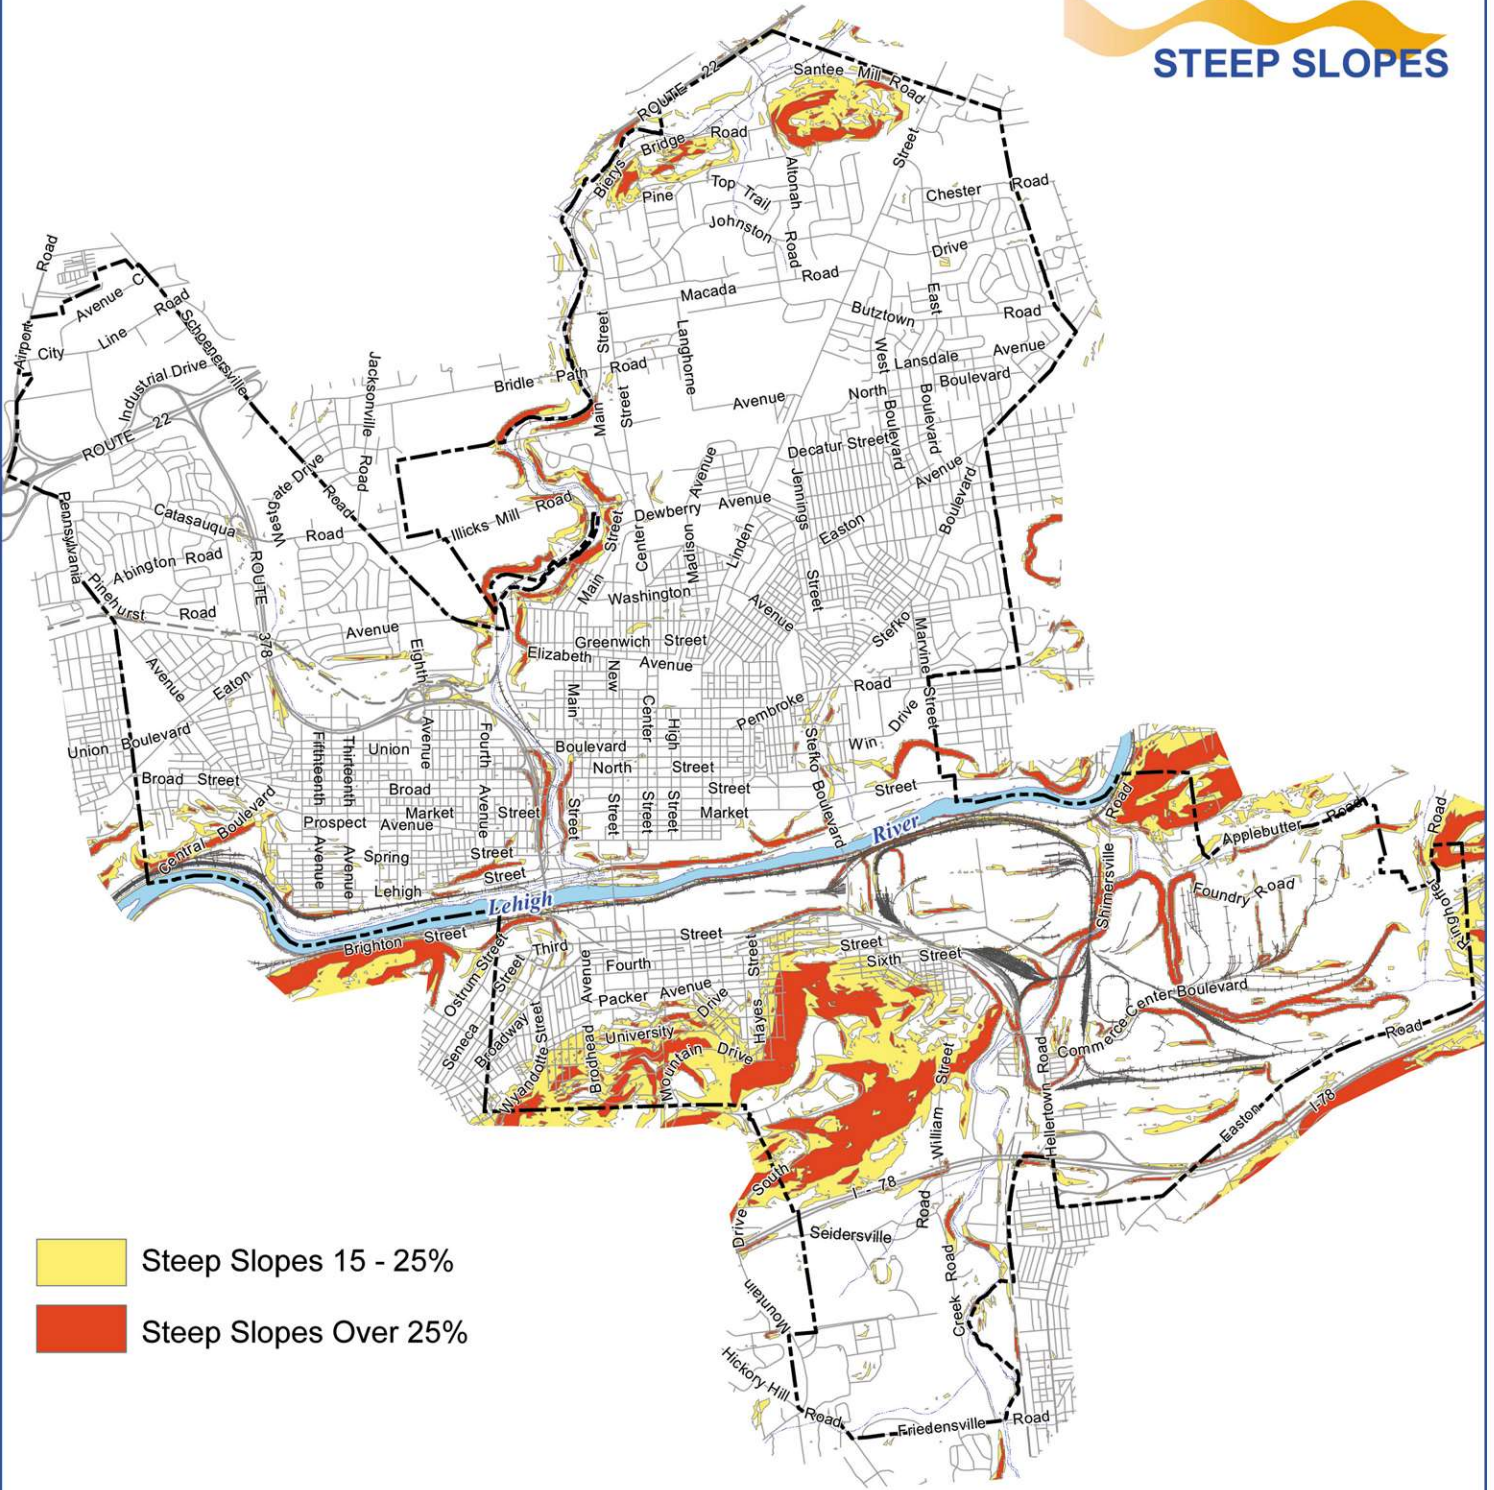 STEEP SLOPES
ROUTE 22
Santee Mill Road
Bierys Bridge Road
Pine Top Trail
Altonah Road
Street
Chester Road
Johnston
Drive
Road
Macada Road
Butztown
East
Road
Airport Road
Avenue C
City Line Road
Schoenersville Road
Industrial Drive
ROUTE 22
Jacksonville Road
Bridle Path Road
Main Street
Street
Langhorne
Avenue
West
Lansdale Avenue
North Boulevard
Boulevard
Boulevard
Decatur Street
Avenue
Boulevard
Pennsylvania
Catasauqua Road
Westgate Drive
Abington Road
ROUTE 378
Pinehurst Road
Avenue
Illicks Mill Road
Main Street
Center
Dewberry Avenue
Madison Avenue
Linden
Jennings Street
Easton
Washington Avenue
Greenwich Street
Elizabeth Avenue
New
Stefko
Marvine Street
Avenue
Eaton
Eighth Avenue
Main
Center
High
Pembroke Road
Stefko Boulevard
Win Drive
Union Boulevard
Fifthteenth Avenue
Thirteenth Avenue
Union Boulevard
Fourth Avenue
North Street
Broad Street
Broad Street
Street
Central Boulevard
Prospect Avenue
Market Street
Street
Street
Street
Street
Market
Spring Street
Lehigh Street
Lehigh River
Shimersville Road
Applebutter Road
Ringhoffer Road
Foundry Road
Brighton Street
Ostrum Street
Third Street
Fourth Street
Sixth Street
Packer Avenue
Seneca Street
Broadway
Wyandotte Street
Brodhead Avenue
University Drive
Mountain Drive
Hayes Street
William Street
Hellertown Road
Commerce Center Boulevard
Easton Road
I-78
South
I - 78
Mountain Drive
Seidersville Road
Creek Road
Hickory Hill Road
Friedensville Road
Steep Slopes 15 - 25%
Steep Slopes Over 25%